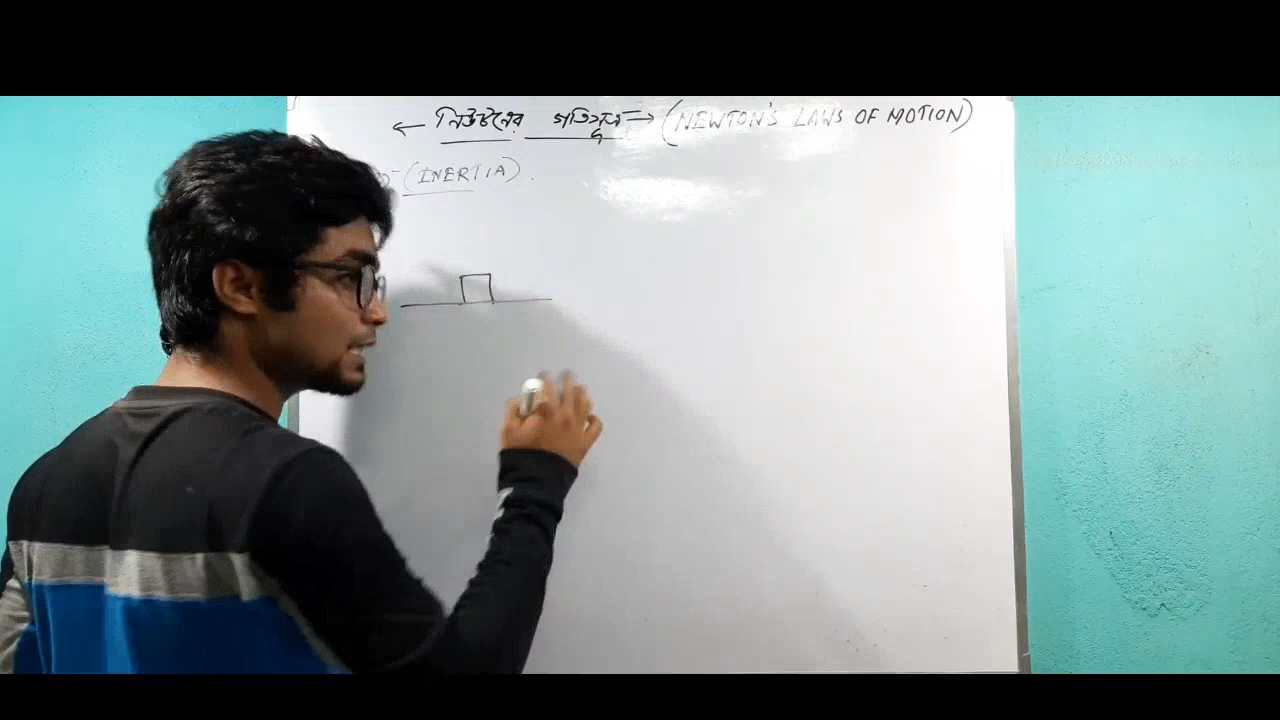 ← নিউটনের গতিসূত্র → (NEWTON'S LAWS OF MOTION)
(INERTIA).